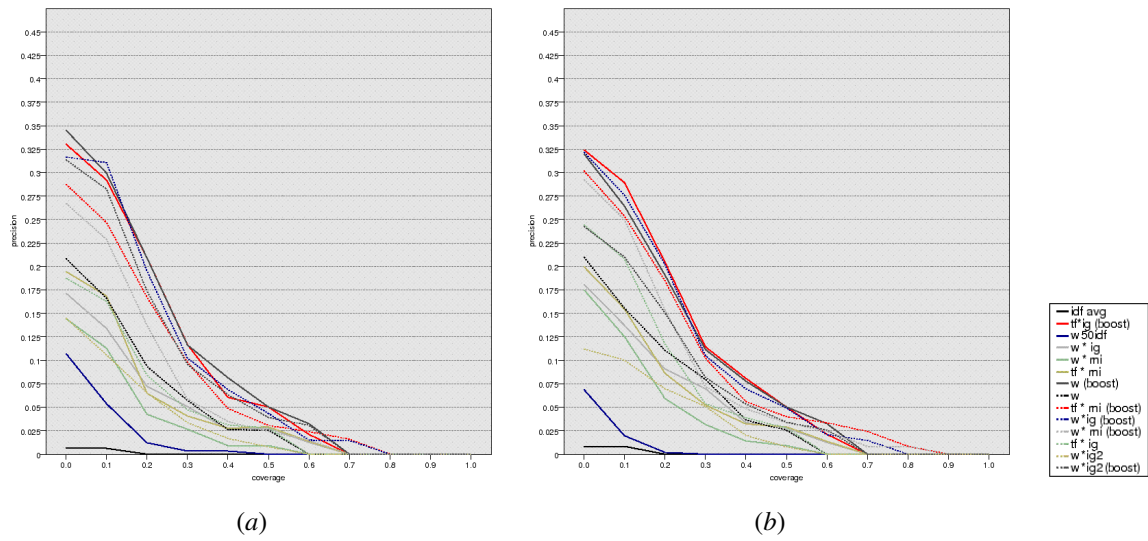 0.45
0.425
0.4
0.375
0.35
0.325
0.3
0.275
0.25
0.225
0.2
0.175
0.15
0.125
0.1
0.075
0.05
0.025
0
precision
0.0 0.1 0.2 0.3 0.4 0.5 0.6 0.7 0.8 0.9 1.0
coverage
(a)
0.45
0.425
0.4
0.375
0.35
0.325
0.3
0.275
0.25
0.225
0.2
0.175
0.15
0.125
0.1
0.075
0.05
0.025
0
precision
0.0 0.1 0.2 0.3 0.4 0.5 0.6 0.7 0.8 0.9 1.0
coverage
(b)
idf avg
tf*ig (boost)
w50idf
w * ig
w * mi
tf * mi
w (boost)
w
tf * mi (boost)
w*ig (boost)
w * mi (boost)
tf * ig
w*ig2
w*ig2 (boost)